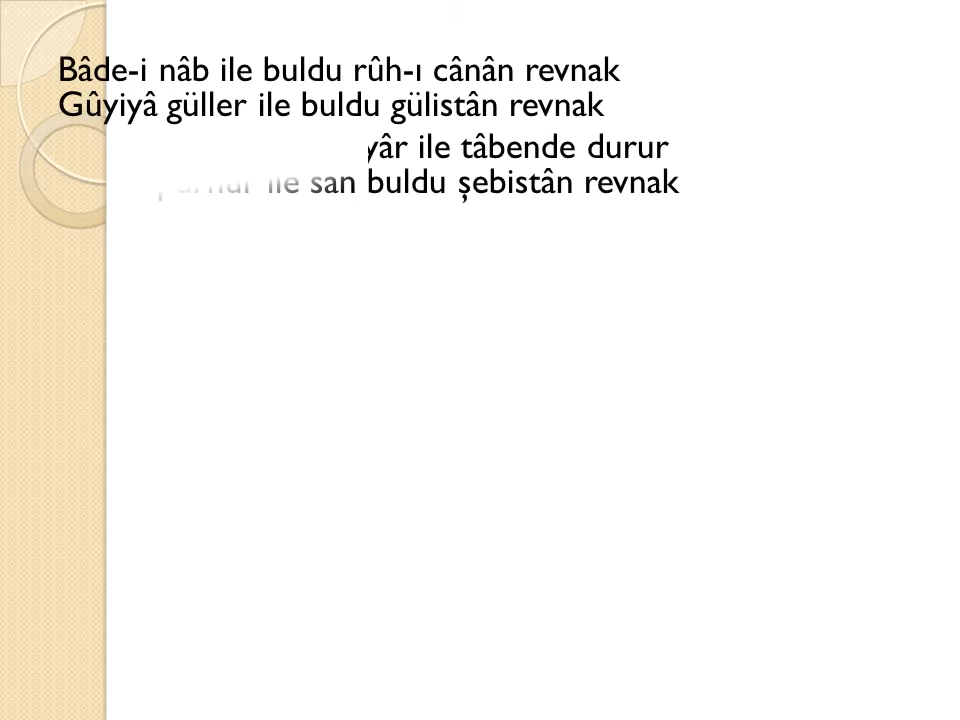 Bâde-i nâb ile buldu rûh-ı cânân revnak
Gûyiyâ güller ile buldu gülistân revnak
yâr ile tâbende durur
ile san buldu şebistân revnak